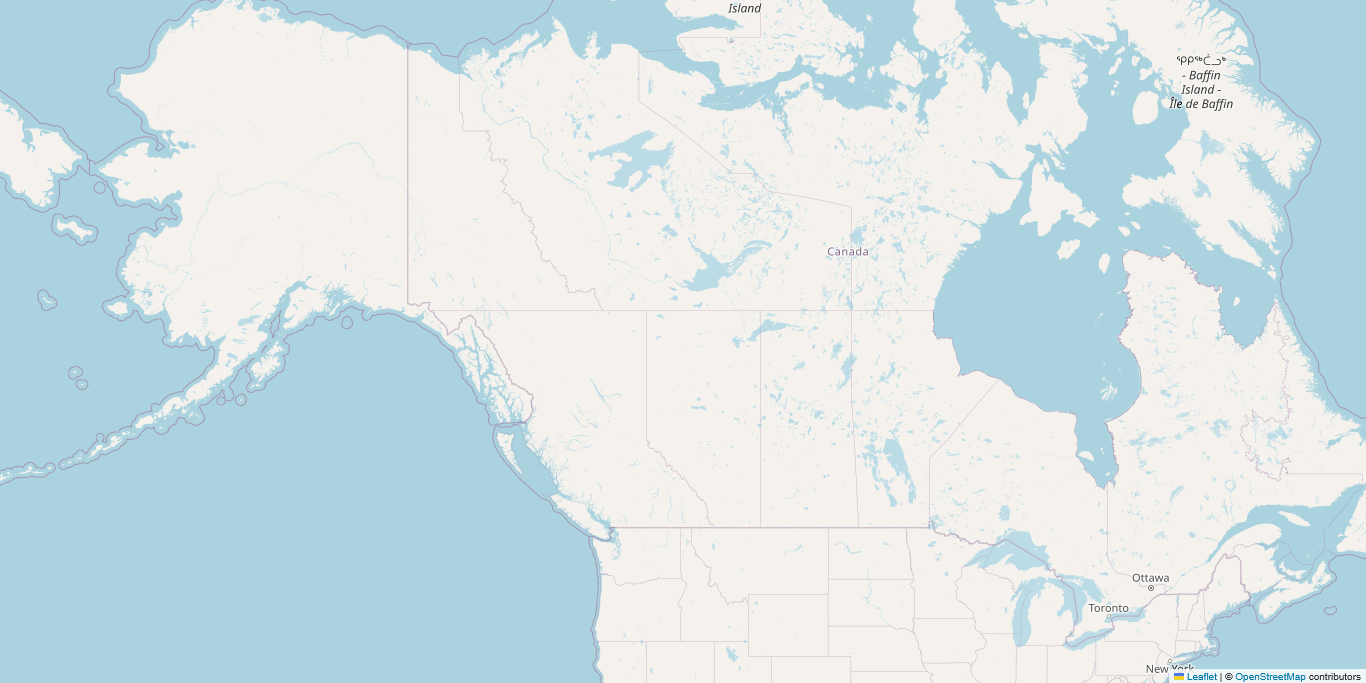 Island
ᕿᑭᖅᑖᓗᒃ
- Baffin
Island -
Île de Baffin
Canada
Ottawa
Toronto
New York
Leaflet | © OpenStreetMap contributors